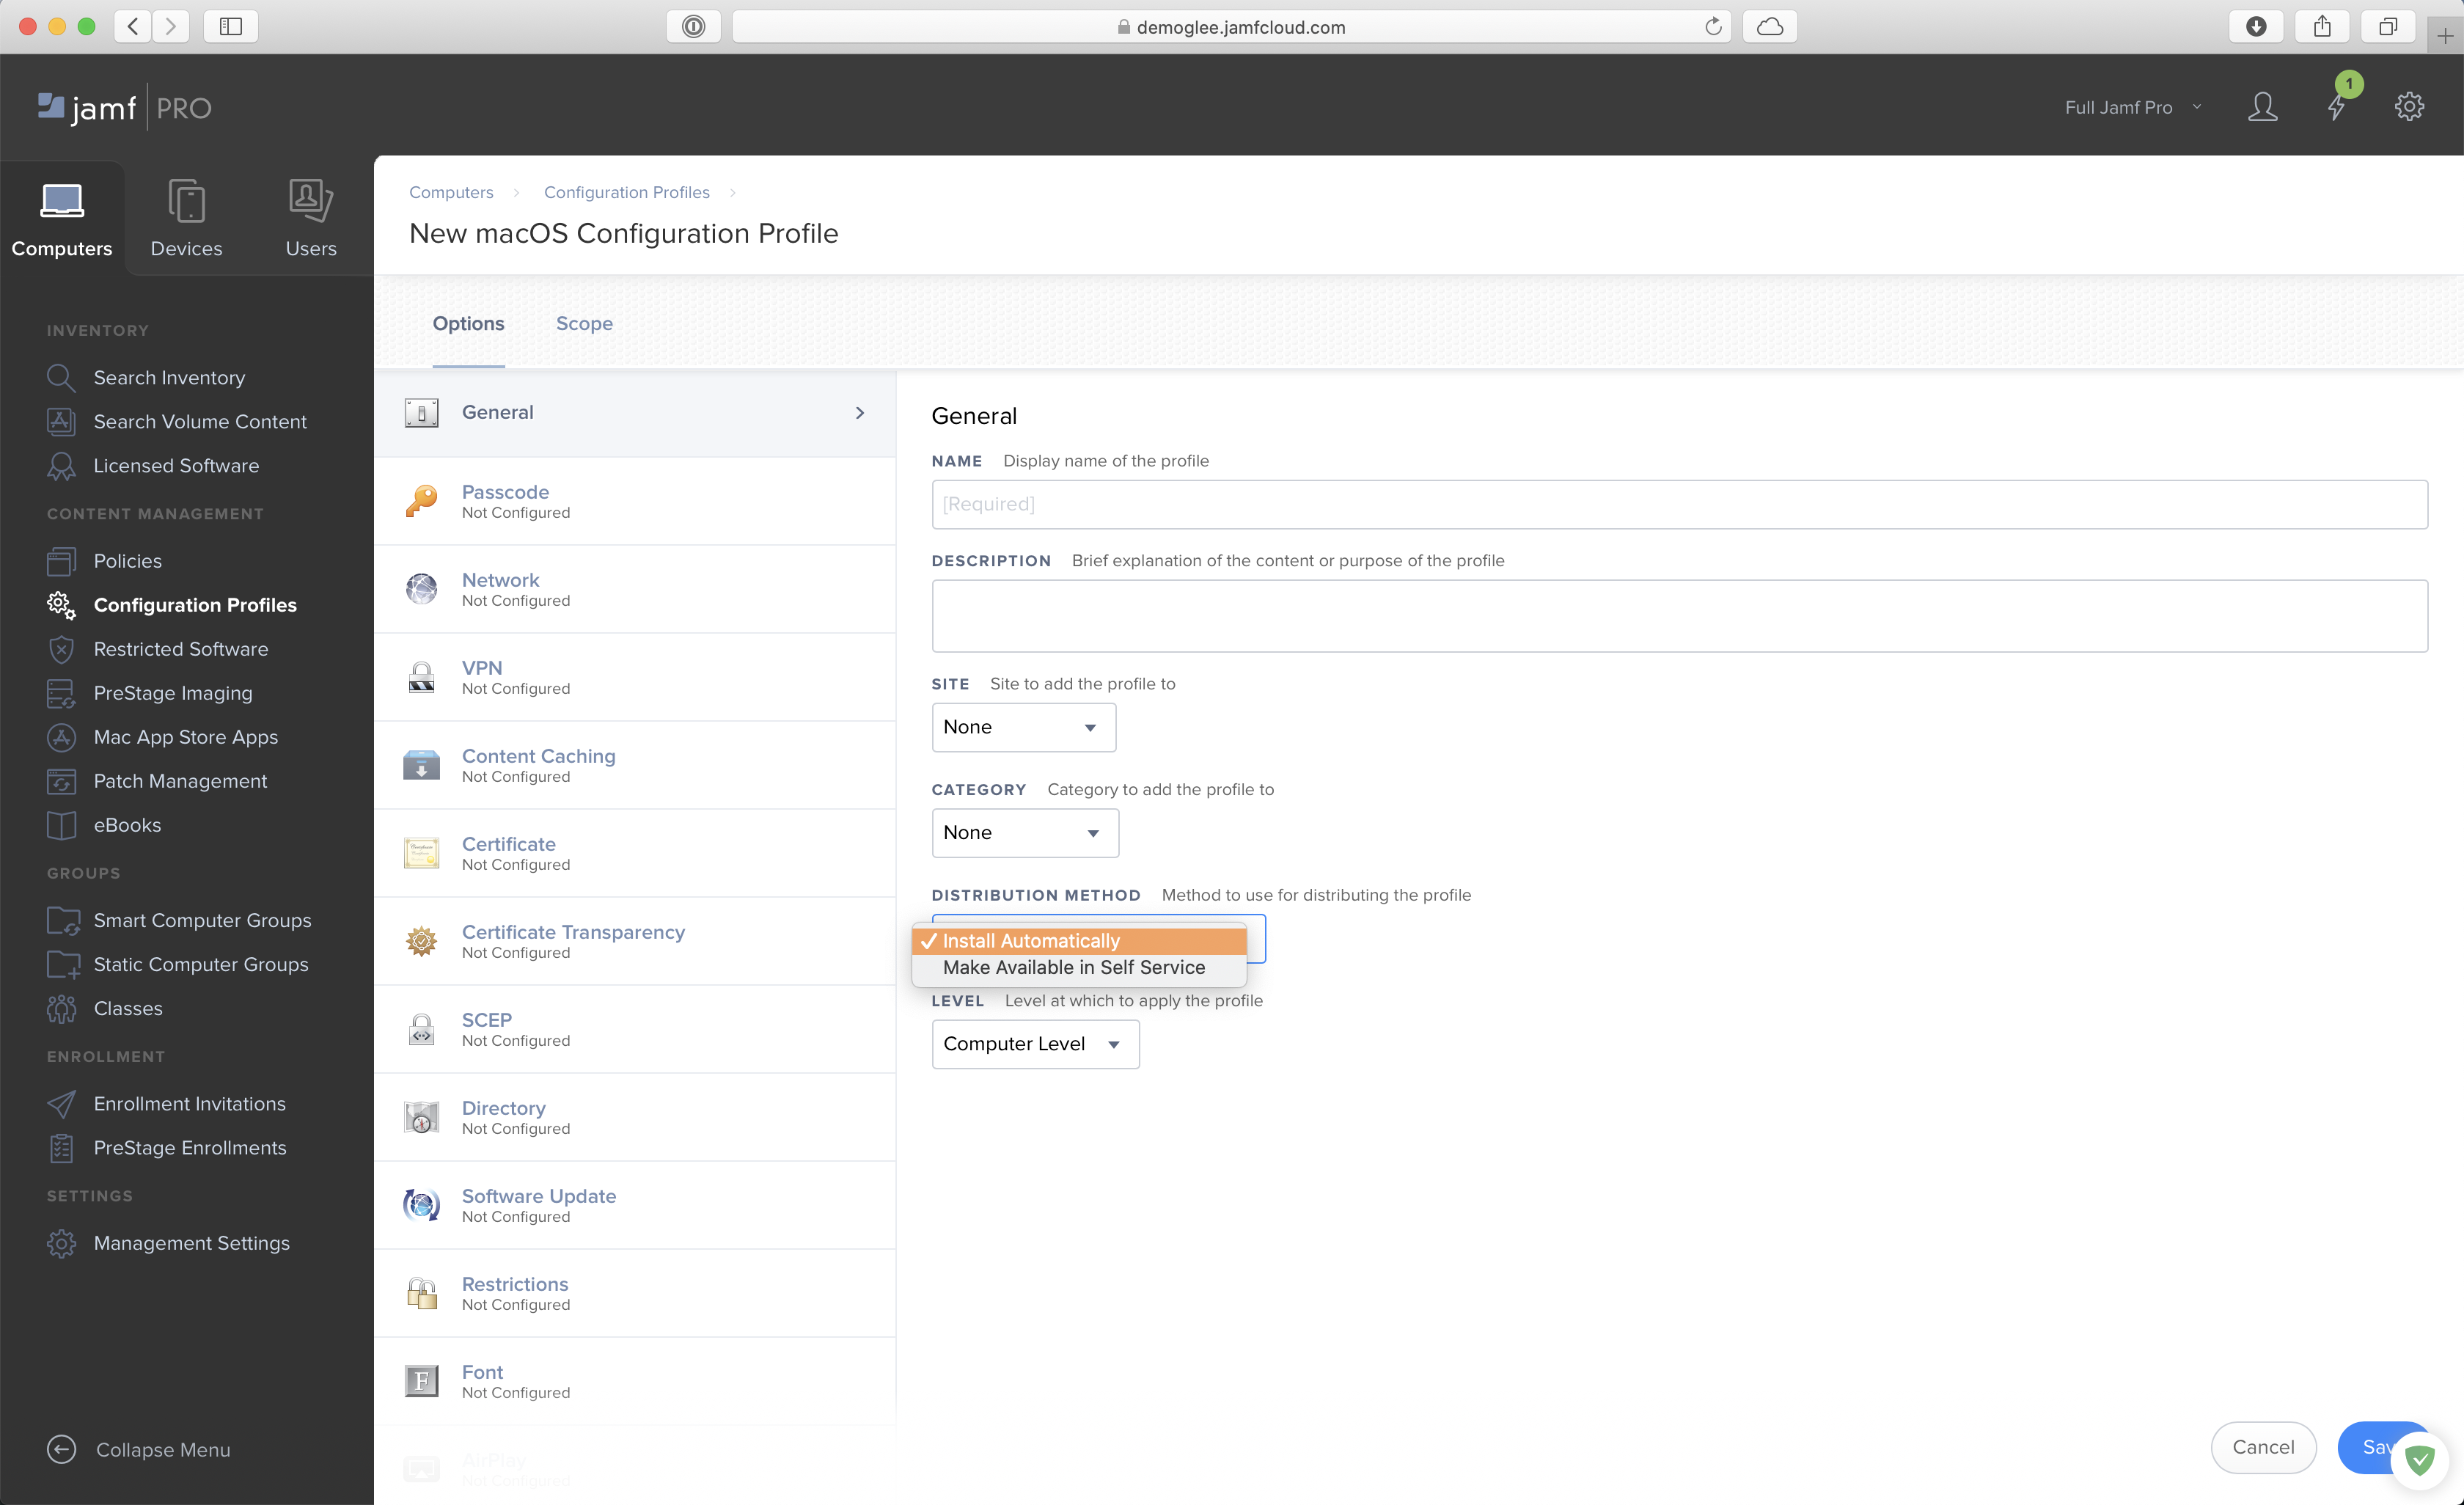 demoglee.jamfcloud.com
jamf PRO
Full Jamf Pro
1
Computers
Devices
Users
INVENTORY
Search Inventory
Search Volume Content
Licensed Software
CONTENT MANAGEMENT
Policies
Configuration Profiles
Restricted Software
PreStage Imaging
Mac App Store Apps
Patch Management
eBooks
GROUPS
Smart Computer Groups
Static Computer Groups
Classes
ENROLLMENT
Enrollment Invitations
PreStage Enrollments
SETTINGS
Management Settings
Collapse Menu
Computers > Configuration Profiles >
New macOS Configuration Profile
Options
Scope
General
Passcode
Not Configured
Network
Not Configured
VPN
Not Configured
Content Caching
Not Configured
Certificate
Not Configured
Certificate Transparency
Not Configured
SCEP
Not Configured
Directory
Not Configured
Software Update
Not Configured
Restrictions
Not Configured
Font
Not Configured
AirPlay
Not Configured
General
NAME Display name of the profile
[Required]
DESCRIPTION Brief explanation of the content or purpose of the profile
SITE Site to add the profile to
None
CATEGORY Category to add the profile to
None
DISTRIBUTION METHOD Method to use for distributing the profile
✓ Install Automatically
Make Available in Self Service
LEVEL Level at which to apply the profile
Computer Level
Cancel
Sav